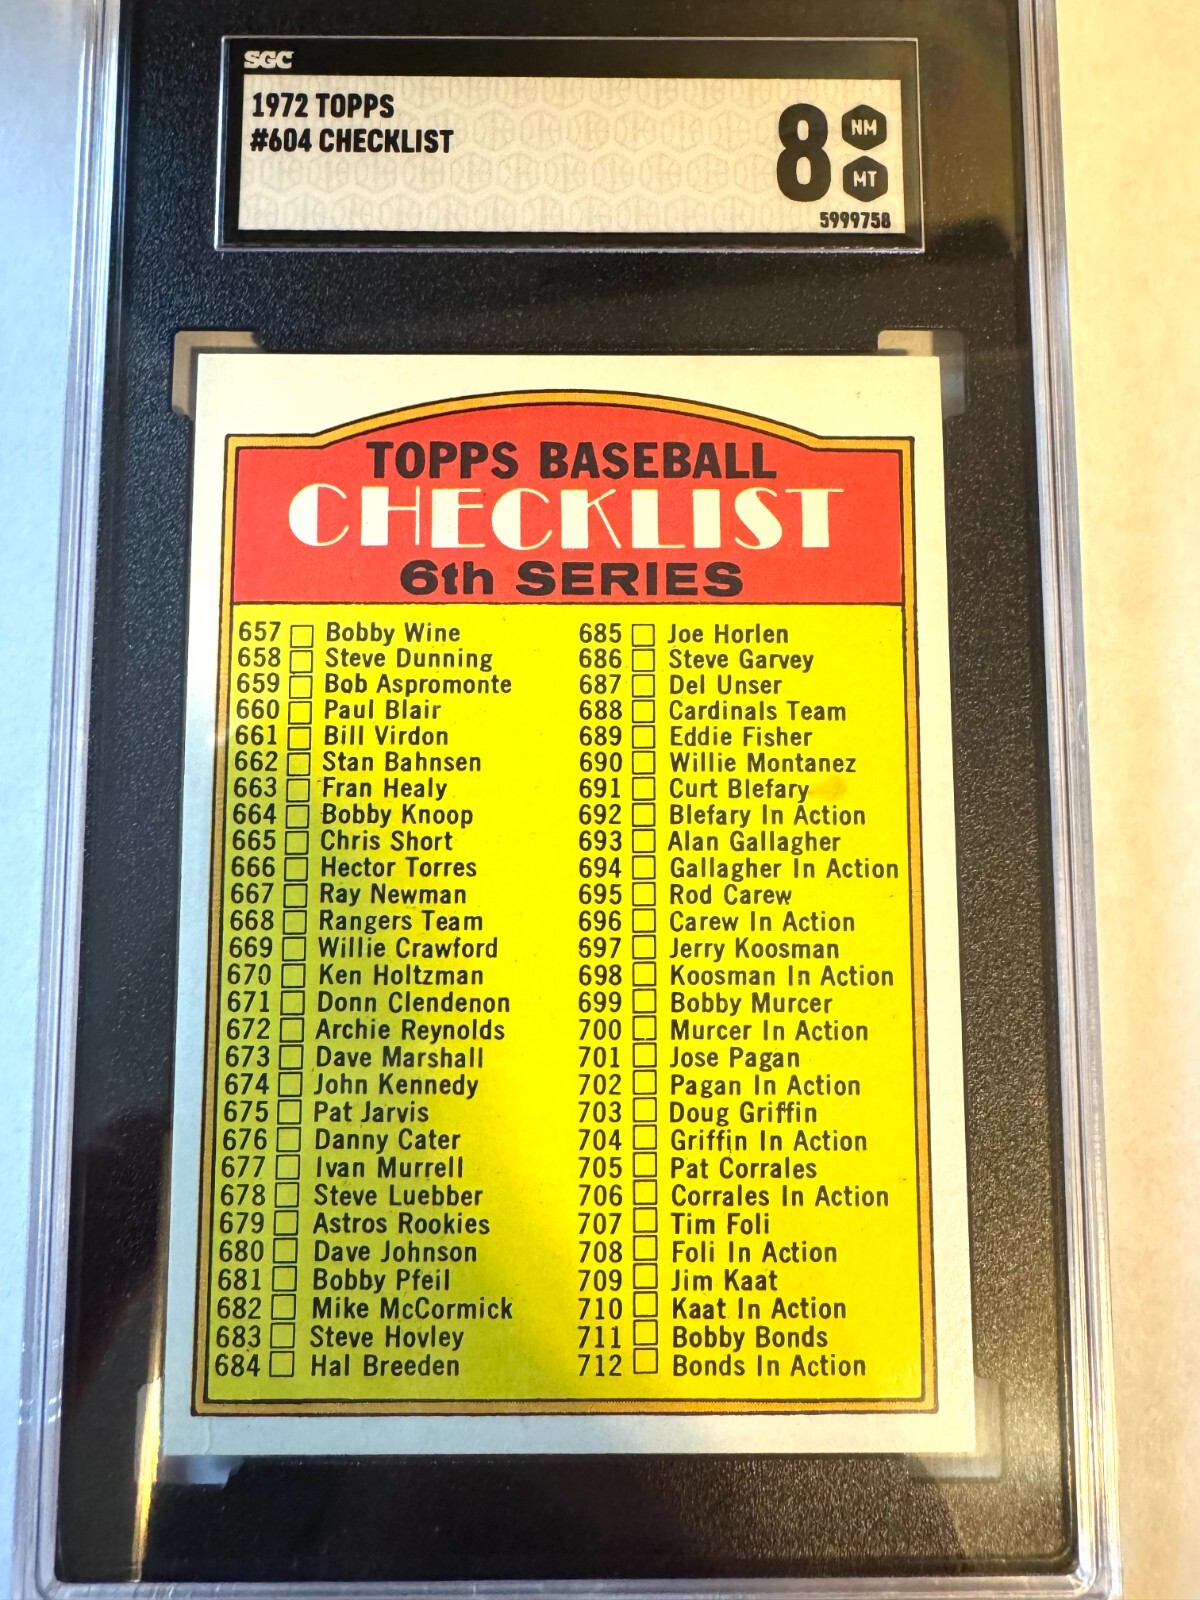 SGC
1972 TOPPS
#604 CHECKLIST
8 NM MT
5999758
TOPPS BASEBALL
CHECKLIST
6th SERIES
657 Bobby Wine
658 Steve Dunning
659 Bob Aspromonte
660 Paul Blair
661 Bill Virdon
662 Stan Bahnsen
663 Fran Healy
664 Bobby Knoop
665 Chris Short
666 Hector Torres
667 Ray Newman
668 Rangers Team
669 Willie Crawford
670 Ken Holtzman
671 Donn Clendenon
672 Archie Reynolds
673 Dave Marshall
674 John Kennedy
675 Pat Jarvis
676 Danny Cater
677 Ivan Murrell
678 Steve Luebber
679 Astros Rookies
680 Dave Johnson
681 Bobby Pfeil
682 Mike McCormick
683 Steve Hovley
684 Hal Breeden
685 Joe Horlen
686 Steve Garvey
687 Del Unser
688 Cardinals Team
689 Eddie Fisher
690 Willie Montanez
691 Curt Blefary
692 Blefary In Action
693 Alan Gallagher
694 Gallagher In Action
695 Rod Carew
696 Carew In Action
697 Jerry Koosman
698 Koosman In Action
699 Bobby Murcer
700 Murcer In Action
701 Jose Pagan
702 Pagan In Action
703 Doug Griffin
704 Griffin In Action
705 Pat Corrales
706 Corrales In Action
707 Tim Foli
708 Foli In Action
709 Jim Kaat
710 Kaat In Action
711 Bobby Bonds
712 Bonds In Action